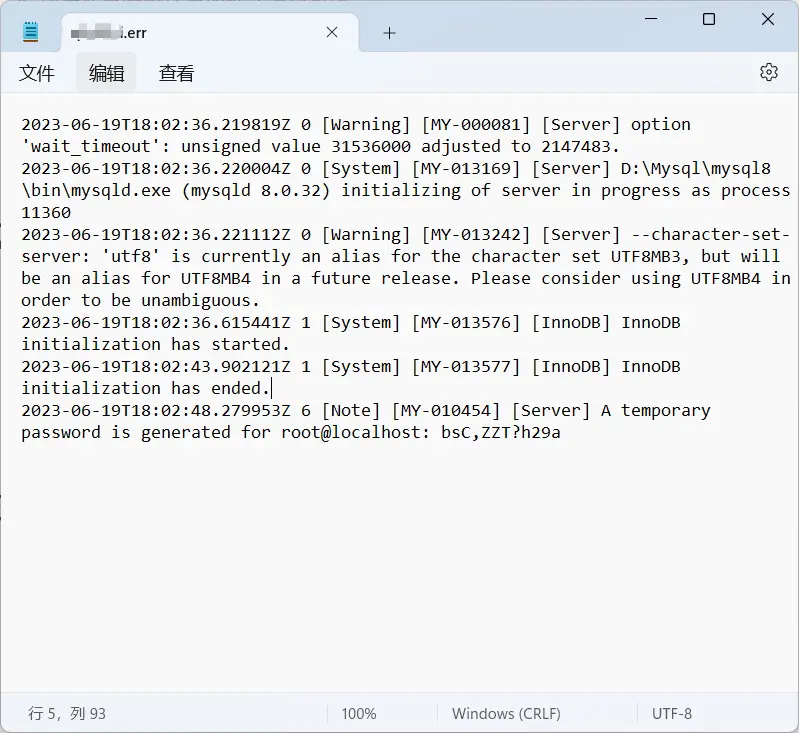 i.err
文件
编辑
查看
2023-06-19T18:02:36.219819Z 0 [Warning] [MY-000081] [Server] option
'wait_timeout': unsigned value 31536000 adjusted to 2147483.
2023-06-19T18:02:36.220004Z 0 [System] [MY-013169] [Server] D:\Mysql\mysql8
\bin\mysqld.exe (mysqld 8.0.32) initializing of server in progress as process
11360
2023-06-19T18:02:36.221112Z 0 [Warning] [MY-013242] [Server] --character-set-
server: 'utf8' is currently an alias for the character set UTF8MB3, but will
be an alias for UTF8MB4 in a future release. Please consider using UTF8MB4 in
order to be unambiguous.
2023-06-19T18:02:36.615441Z 1 [System] [MY-013576] [InnoDB] InnoDB
initialization has started.
2023-06-19T18:02:43.902121Z 1 [System] [MY-013577] [InnoDB] InnoDB
initialization has ended.
2023-06-19T18:02:48.279953Z 6 [Note] [MY-010454] [Server] A temporary
password is generated for root@localhost: bsC,ZZT?h29a
行 5，列 93
100%
Windows (CRLF)
UTF-8